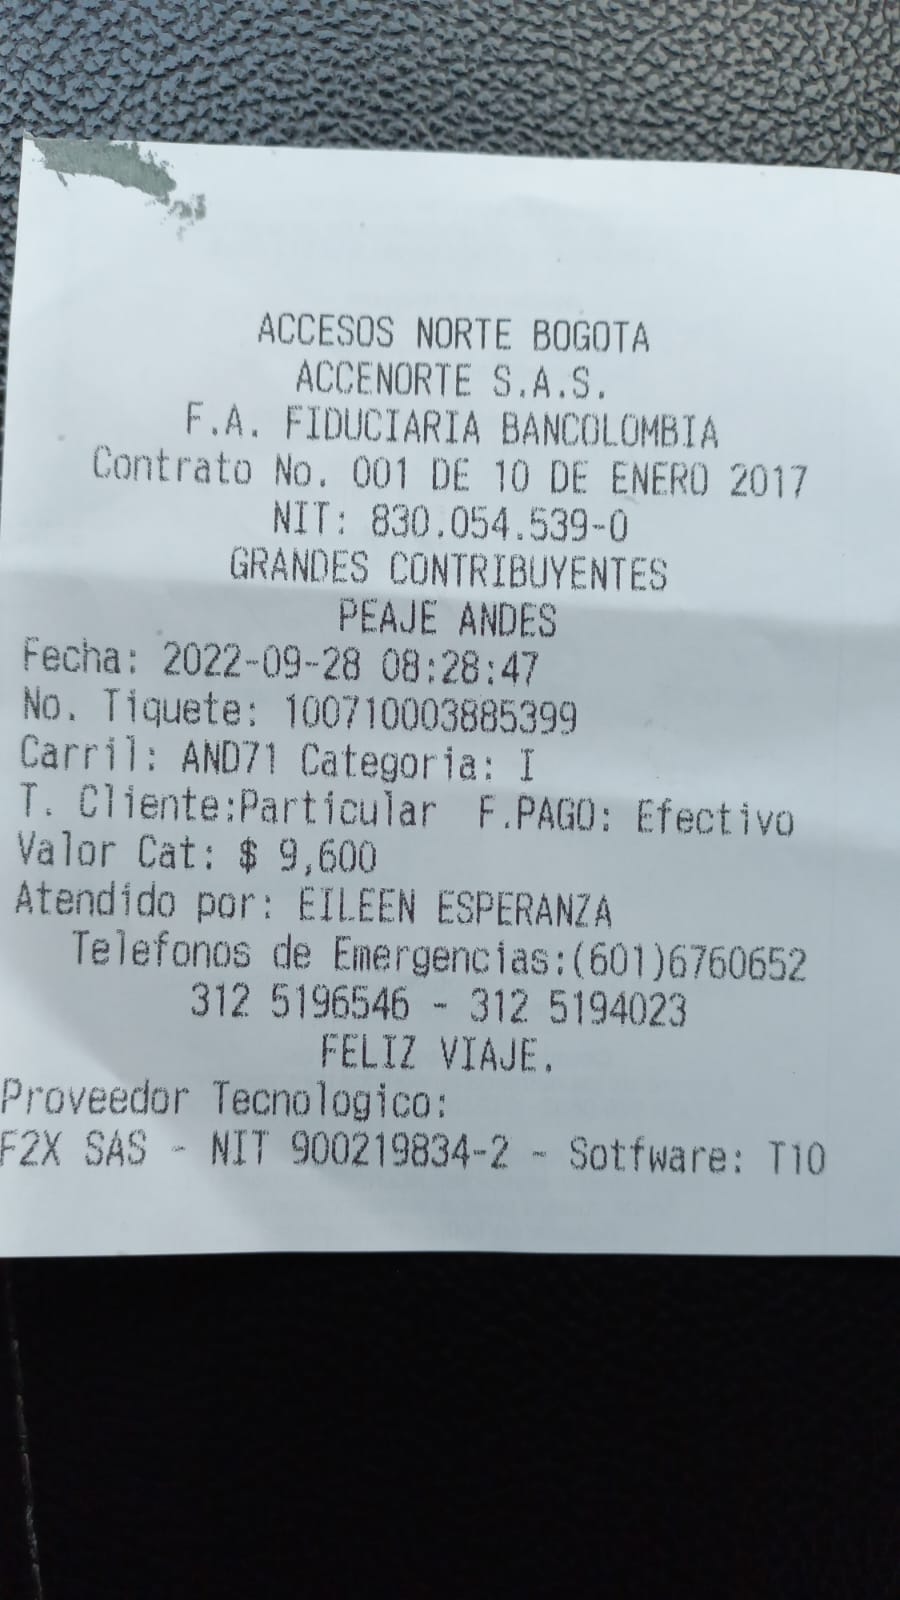 ACCESOS NORTE BOGOTA
ACCENORTE S.A.S.
F.A. FIDUCIARIA BANCOLOMBIA
Contrato No. 001 DE 10 DE ENERO 2017
NIT: 830.054.539-0
GRANDES CONTRIBUYENTES
PEAJE ANDES
Fecha: 2022-09-28 08:28:47
No. Tiquete: 100710003885399
Carril: AND71 Categoria: I
T. Cliente:Particular F.PAGO: Efectivo
Valor Cat: $ 9,600
Atendido por: EILEEN ESPERANZA
Telefonos de Emergencias:(601)6760652
312 5196546 - 312 5194023
FELIZ VIAJE.
Proveedor Tecnologico:
F2X SAS - NIT 900219834-2 - Sotfware: T10